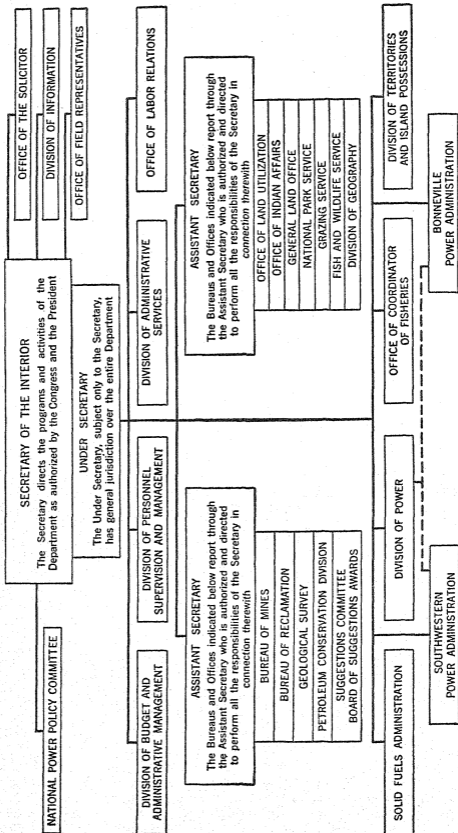 SECRETARY OF THE INTERIOR
The Secretary directs the programs and activities of the
Department as authorized by the Congress and the President
NATIONAL POWER POLICY COMMITTEE
OFFICE OF THE SOLICITOR
DIVISION OF INFORMATION
OFFICE OF FIELD REPRESENTATIVES
UNDER SECRETARY
The Under Secretary, subject only to the Secretary,
has general jurisdiction over the entire Department
DIVISION OF BUDGET AND
ADMINISTRATIVE MANAGEMENT
DIVISION OF PERSONNEL
SUPERVISION AND MANAGEMENT
DIVISION OF ADMINISTRATIVE
SERVICES
OFFICE OF LABOR RELATIONS
ASSISTANT SECRETARY
The Bureaus and Offices indicated below report through
the Assistant Secretary who is authorized and directed
to perform all the responsibilities of the Secretary in
connection therewith
BUREAU OF MINES
BUREAU OF RECLAMATION
GEOLOGICAL SURVEY
PETROLEUM CONSERVATION DIVISION
SUGGESTIONS COMMITTEE
BOARD OF SUGGESTIONS AWARDS
ASSISTANT SECRETARY
The Bureaus and Offices indicated below report through
the Assistant Secretary who is authorized and directed
to perform all the responsibilities of the Secretary in
connection therewith
OFFICE OF LAND UTILIZATION
OFFICE OF INDIAN AFFAIRS
GENERAL LAND OFFICE
NATIONAL PARK SERVICE
GRAZING SERVICE
FISH AND WILDLIFE SERVICE
DIVISION OF GEOGRAPHY
SOLID FUELS ADMINISTRATION
DIVISION OF POWER
OFFICE OF COORDINATOR
OF FISHERIES
DIVISION OF TERRITORIES
AND ISLAND POSSESSIONS
SOUTHWESTERN
POWER ADMINISTRATION
BONNEVILLE
POWER ADMINISTRATION